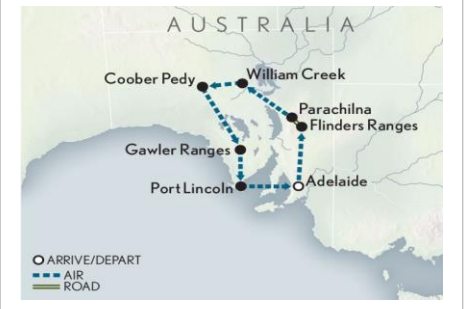 AUSTRALIA
Coober Pedy
William Creek
Parachilna
Flinders Ranges
Gawler Ranges
Port Lincoln
Adelaide
ARRIVE/DEPART
AIR
ROAD